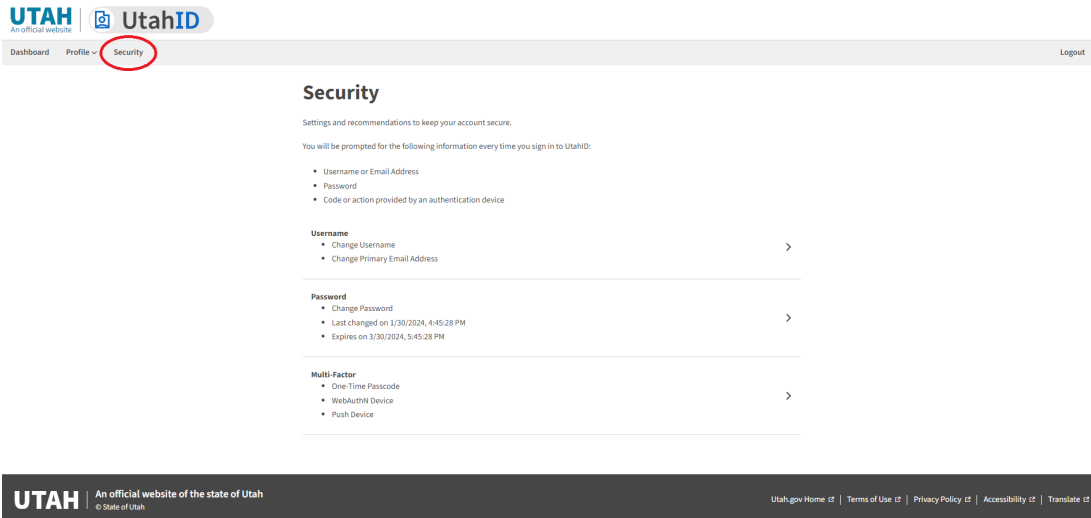 UTAH
An official website
UtahID
Dashboard Profile Security Logout
Security
Settings and recommendations to keep your account secure.
You will be prompted for the following information every time you sign in to UtahID:
• Username or Email Address
• Password
• Code or action provided by an authentication device
Username
• Change Username
• Change Primary Email Address
Password
• Change Password
• Last changed on 1/30/2024, 4:45:28 PM
• Expires on 3/30/2024, 5:45:28 PM
Multi-Factor
• One-Time Passcode
• WebAuthN Device
• Push Device
UTAH
An official website of the state of Utah
© State of Utah
Utah.gov Home | Terms of Use | Privacy Policy | Accessibility | Translate